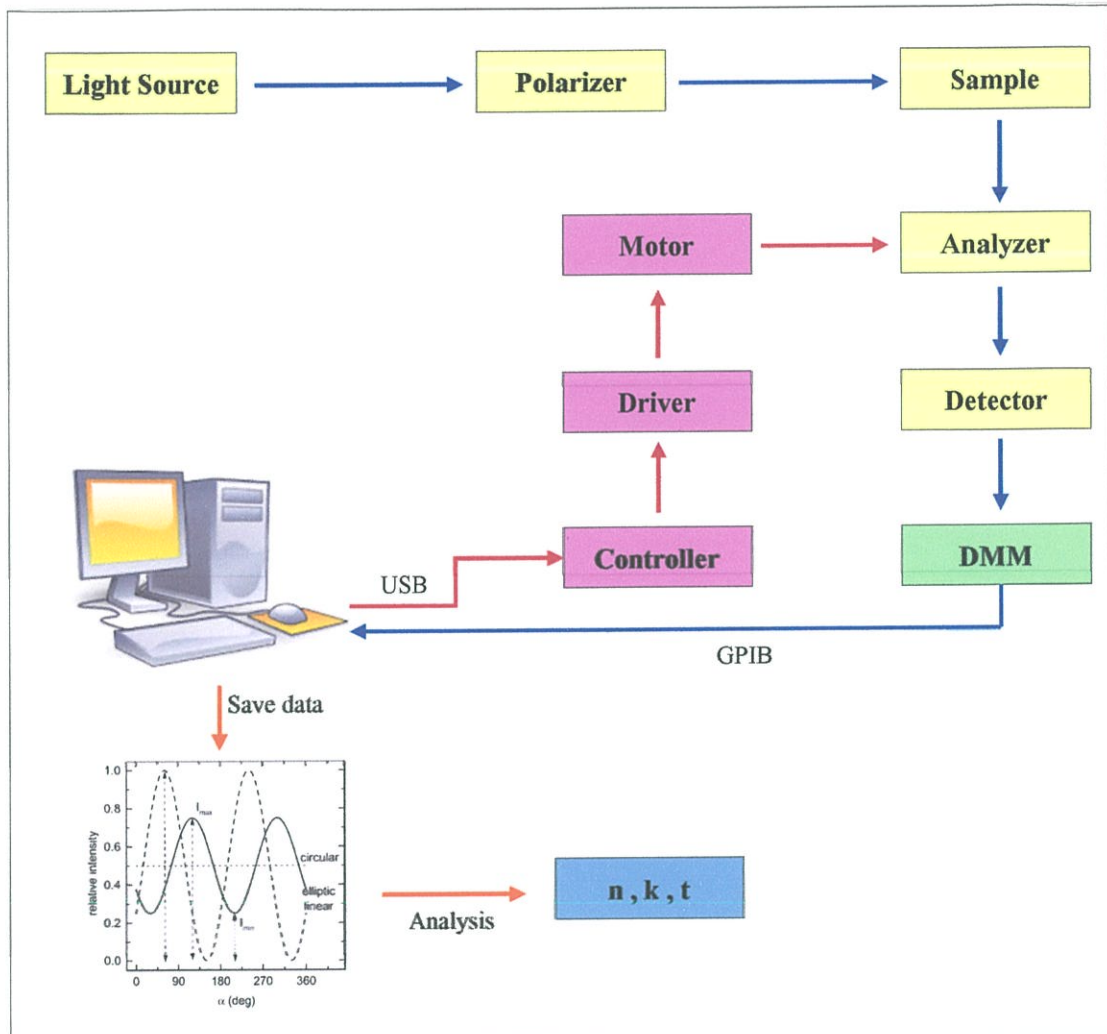 Light Source
Polarizer
Sample
Motor
Analyzer
Driver
Detector
Controller
DMM
USB
GPIB
Save data
1.0
0.8
0.6
0.4
0.2
0.0
relative intensity
I max
circular
elliptic
linear
I min
0 90 180 270 360
α (deg)
Analysis
n , k , t